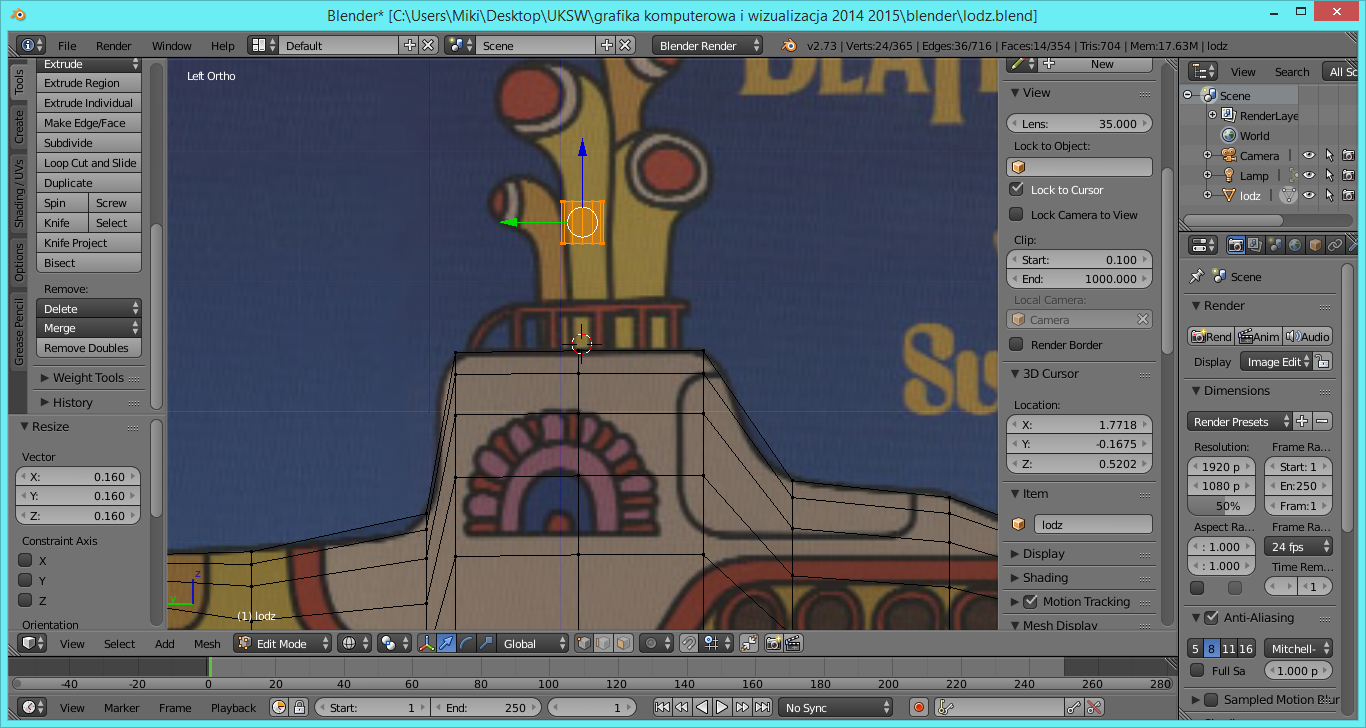 Blender* [C:\Users\Miki\Desktop\UKSW\grafika komputerowa i wizualizacja 2014 2015\blender\lodz.blend]
File Render Window Help Default Scene Blender Render v2.73 | Verts:24/365 | Edges:36/716 | Faces:14/354 | Tris:704 | Mem:17.63M | lodz
Tools
Create
Shading / UVs
Options
Grease Pencil
Extrude
Extrude Region
Extrude Individual
Make Edge/Face
Subdivide
Loop Cut and Slide
Duplicate
Spin Screw
Knife Select
Knife Project
Bisect
Remove:
Delete
Merge
Remove Doubles
Weight Tools
History
Resize
Vector
X: 0.160
Y: 0.160
Z: 0.160
Constraint Axis
X
Y
Z
Orientation
Left Ortho
z
y
(1) lodz
New
View
Lens: 35.000
Lock to Object:
Lock to Cursor
Lock Camera to View
Clip:
Start: 0.100
End: 1000.000
Local Camera:
Camera
Render Border
3D Cursor
Location:
X: 1.7718
Y: -0.1675
Z: 0.5202
Item
lodz
Display
Shading
Motion Tracking
Mesh Display
View Search All Sc
Scene
RenderLaye
World
Camera
Lamp
lodz
Scene
Render
Rend Anim Audio
Display Image Edit
Dimensions
Render Presets
Resolution: Frame Ra...
1920 p Start: 1
1080 p En:250
50% Fram:1
Aspect Ra... Frame Ra...
: 1.000 24 fps
: 1.000 Time Rem...
1
Anti-Aliasing
5 8 11 16 Mitchell-
Full Sa 1.000 p
Sampled Motion Blur
View Select Add Mesh Edit Mode Global
-40 -20 0 20 40 60 80 100 120 140 160 180 200 220 240 260 280
View Marker Frame Playback Start: 1 End: 250 1 No Sync